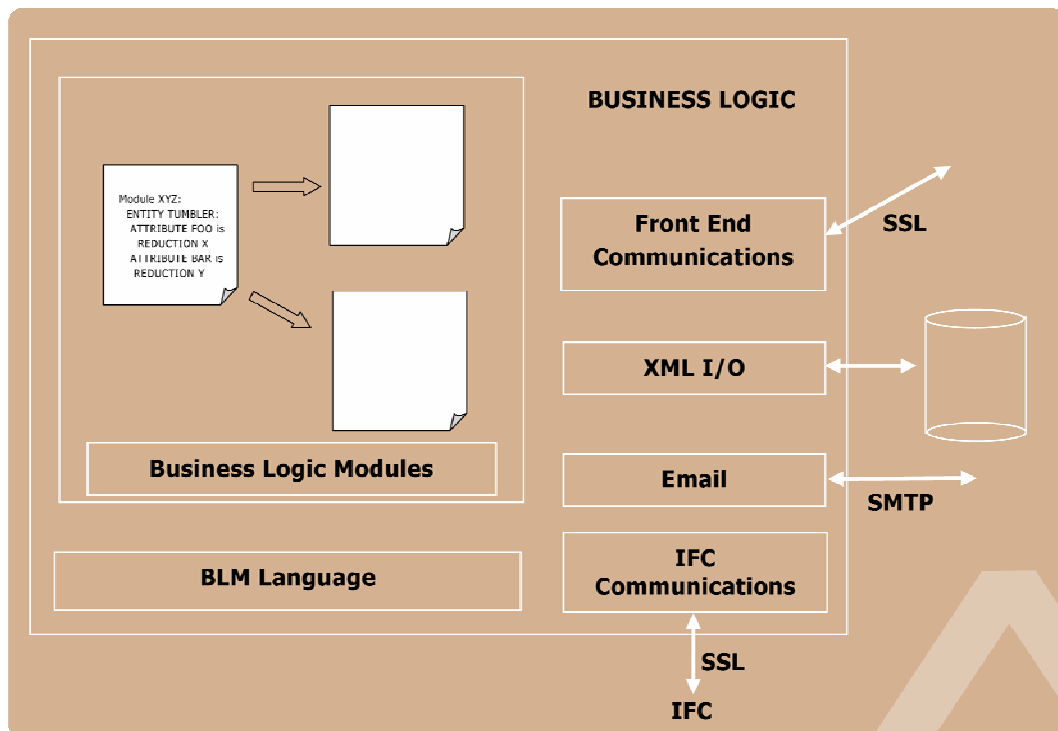 BUSINESS LOGIC
Module XYZ:
ENTITY TUMBLER:
ATTRIBUTE FOO is
REDUCTION X
ATTRIBUTE BAR is
REDUCTION Y
Business Logic Modules
BLM Language
Front End
Communications
SSL
XML I/O
Email
SMTP
IFC
Communications
SSL
IFC